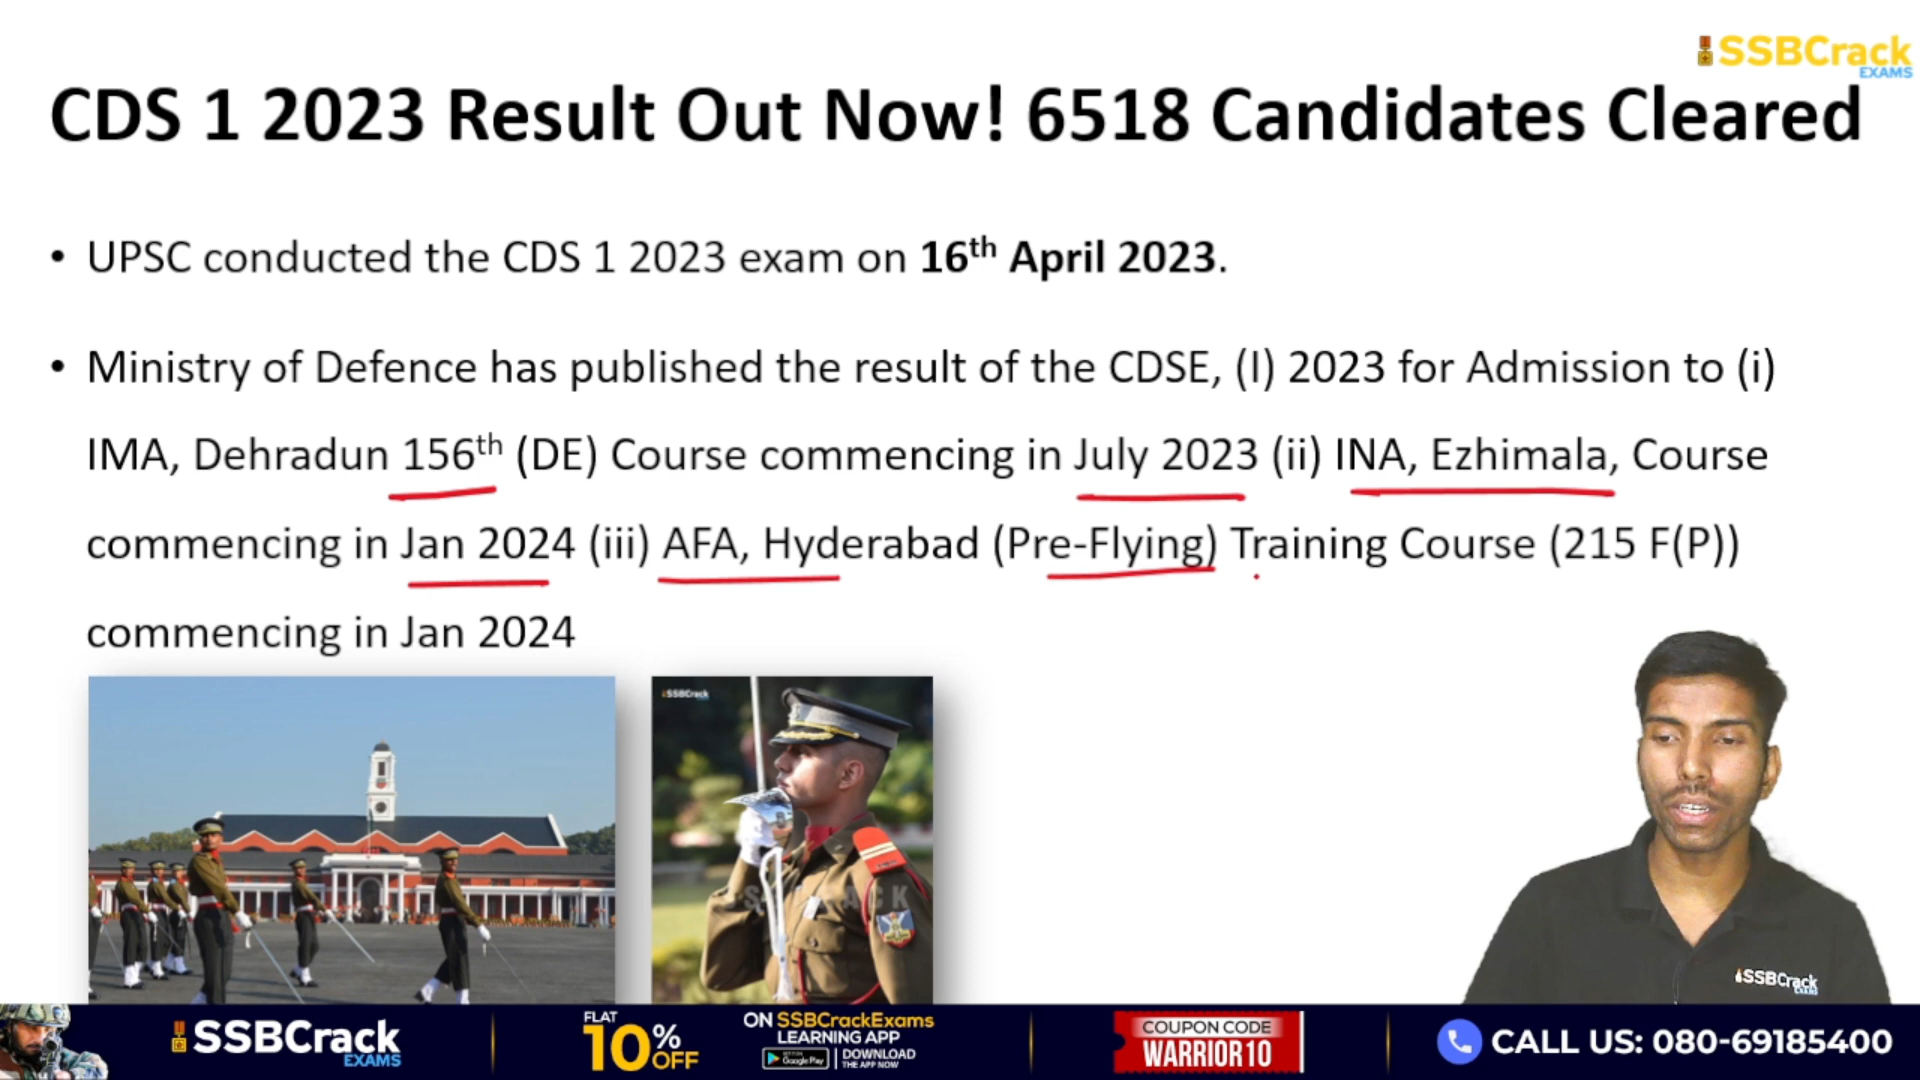 SSBCrack
EXAMS
CDS 1 2023 Result Out Now! 6518 Candidates Cleared
• UPSC conducted the CDS 1 2023 exam on 16th April 2023.
• Ministry of Defence has published the result of the CDSE, (I) 2023 for Admission to (i)
IMA, Dehradun 156th (DE) Course commencing in July 2023 (ii) INA, Ezhimala, Course
commencing in Jan 2024 (iii) AFA, Hyderabad (Pre-Flying) Training Course (215 F(P))
commencing in Jan 2024
SSBCrack
SSBCrack
EXAMS
SSBCrack
EXAMS
FLAT
10% OFF
ON SSBCrackExams
LEARNING APP
Google Play
DOWNLOAD
THE APP NOW
COUPON CODE
WARRIOR10
CALL US: 080-69185400